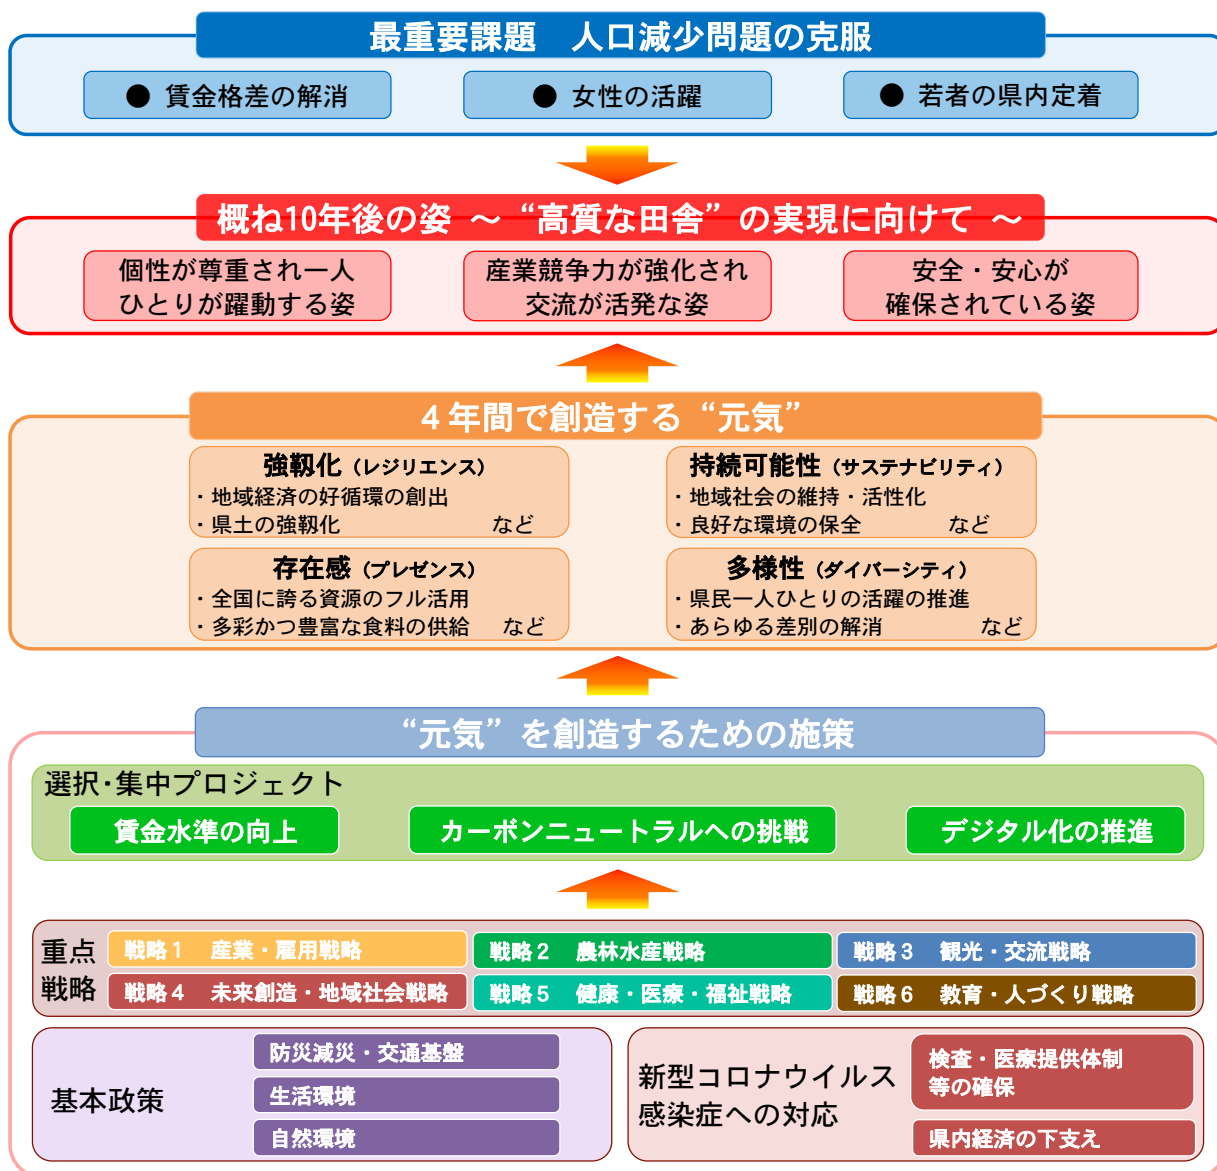 最重要課題　人口減少問題の克服
● 賃金格差の解消
● 女性の活躍
● 若者の県内定着
概ね10年後の姿 ～ “高質な田舎” の実現に向けて ～
個性が尊重され一人
ひとりが躍動する姿
産業競争力が強化され
交流が活発な姿
安全・安心が
確保されている姿
４年間で創造する “元気”
強靱化（レジリエンス）
・地域経済の好循環の創出
・県土の強靱化　　　　　　　など
持続可能性（サステナビリティ）
・地域社会の維持・活性化
・良好な環境の保全　　　　など
存在感（プレゼンス）
・全国に誇る資源のフル活用
・多彩かつ豊富な食料の供給　など
多様性（ダイバーシティ）
・県民一人ひとりの活躍の推進
・あらゆる差別の解消　　　　など
“元気” を創造するための施策
選択・集中プロジェクト
賃金水準の向上
カーボンニュートラルへの挑戦
デジタル化の推進
重点
戦略
戦略１　産業・雇用戦略
戦略２　農林水産戦略
戦略３　観光・交流戦略
戦略４　未来創造・地域社会戦略
戦略５　健康・医療・福祉戦略
戦略６　教育・人づくり戦略
基本政策
防災減災・交通基盤
生活環境
自然環境
新型コロナウイルス
感染症への対応
検査・医療提供体制
等の確保
県内経済の下支え